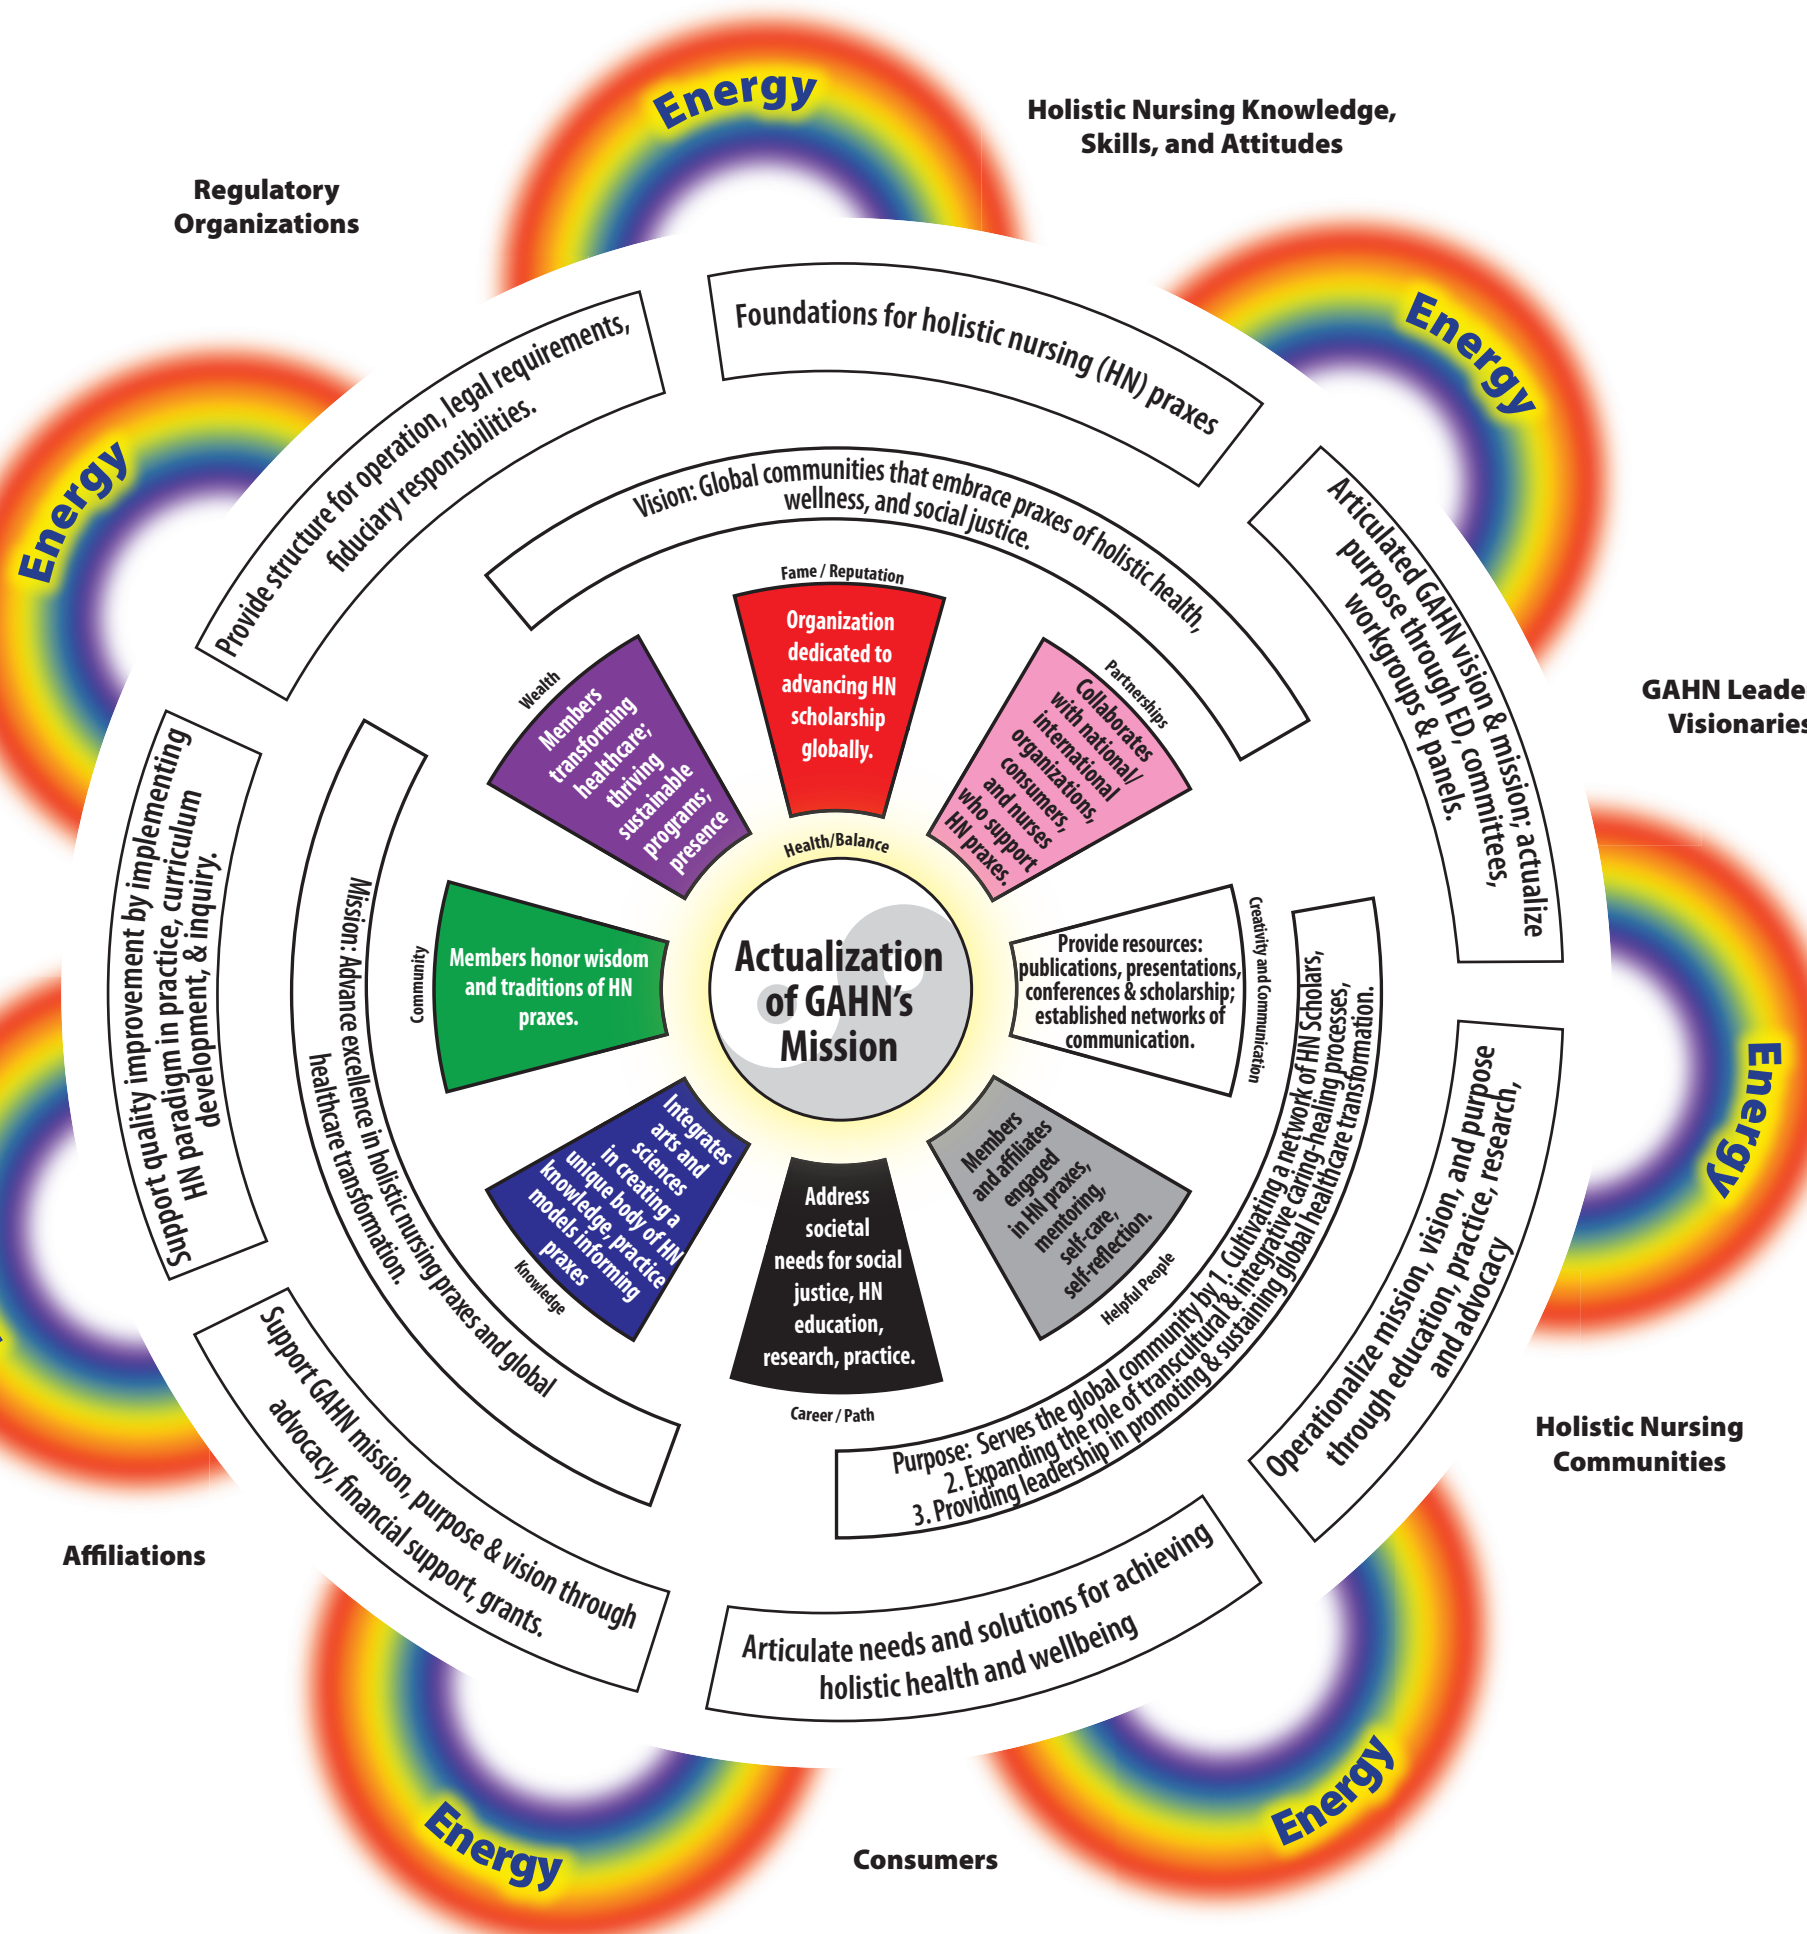 Energy
Holistic Nursing Knowledge,
Skills, and Attitudes
Regulatory
Organizations
Energy
Energy
GAHN Leade
Visionaries
Energy
Holistic Nursing
Communities
Energy
Consumers
Energy
Affiliations
Foundations for holistic nursing (HN) praxes
Articulated GAHN vision & mission; actualize
purpose through ED, committees,
workgroups & panels.
Operationalize mission, vision, and purpose
through education, practice, research,
and advocacy
Articulate needs and solutions for achieving
holistic health and wellbeing
Support GAHN mission, purpose & vision through
advocacy, financial support, grants.
Support quality improvement by implementing
HN paradigm in practice, curriculum
development, & inquiry.
Provide structure for operation, legal requirements,
fiduciary responsibilities.
Vision: Global communities that embrace praxes of holistic health,
wellness, and social justice.
Purpose: Serves the global community by 1. Cultivating a network of HN Scholars,
2. Expanding the role of transcultural & integrative caring-healing processes,
3. Providing leadership in promoting & sustaining global healthcare transformation.
Mission: Advance excellence in holistic nursing praxes and global
healthcare transformation.
Fame / Reputation
Organization
dedicated to
advancing HN
scholarship
globally.
Partnerships
Collaborates
with national/
international
organizations,
consumers,
and nurses
who support
HN praxes.
Creativity and Communication
Provide resources:
publications, presentations,
conferences & scholarship;
established networks of
communication.
Helpful People
Members
and affiliates
engaged
in HN praxes,
mentoring,
self-care,
self-reflection.
Career / Path
Address
societal
needs for social
justice, HN
education,
research, practice.
Knowledge
Integrates
arts and
sciences
in creating a
unique body of HN
knowledge, practice
models informing
praxes
Community
Members honor wisdom
and traditions of HN
praxes.
Wealth
Members
transforming
healthcare;
thriving
sustainable
programs;
presence
Health/Balance
Actualization
of GAHN's
Mission